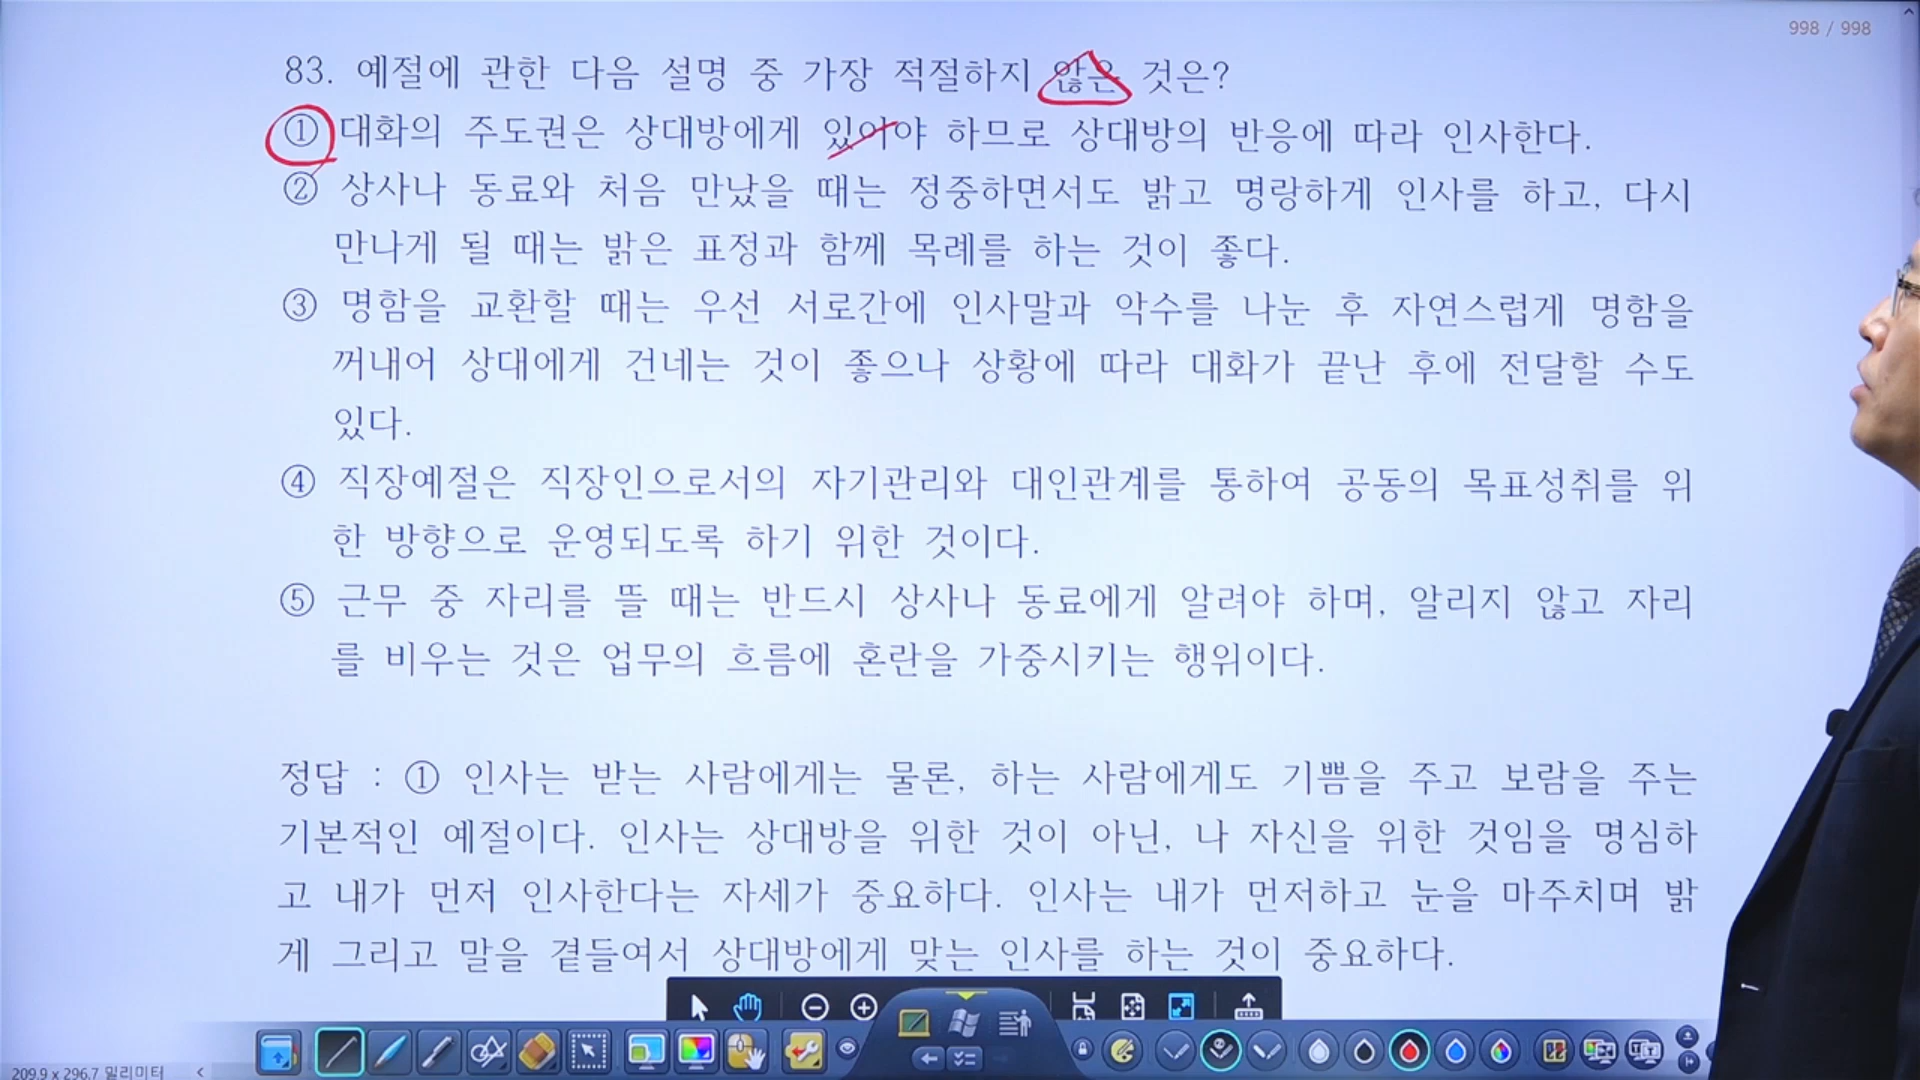 998 / 998
83. 예절에 관한 다음 설명 중 가장 적절하지 않은 것은?
① 대화의 주도권은 상대방에게 있어야 하므로 상대방의 반응에 따라 인사한다.
② 상사나 동료와 처음 만났을 때는 정중하면서도 밝고 명랑하게 인사를 하고, 다시
만나게 될 때는 밝은 표정과 함께 목례를 하는 것이 좋다.
③ 명함을 교환할 때는 우선 서로간에 인사말과 악수를 나눈 후 자연스럽게 명함을
꺼내어 상대에게 건네는 것이 좋으나 상황에 따라 대화가 끝난 후에 전달할 수도
있다.
④ 직장예절은 직장인으로서의 자기관리와 대인관계를 통하여 공동의 목표성취를 위
한 방향으로 운영되도록 하기 위한 것이다.
⑤ 근무 중 자리를 뜰 때는 반드시 상사나 동료에게 알려야 하며, 알리지 않고 자리
를 비우는 것은 업무의 흐름에 혼란을 가중시키는 행위이다.
정답 : ① 인사는 받는 사람에게는 물론, 하는 사람에게도 기쁨을 주고 보람을 주는
기본적인 예절이다. 인사는 상대방을 위한 것이 아닌, 나 자신을 위한 것임을 명심하
고 내가 먼저 인사한다는 자세가 중요하다. 인사는 내가 먼저하고 눈을 마주치며 밝
게 그리고 말을 곁들여서 상대방에게 맞는 인사를 하는 것이 중요하다.
209.9 x 296.7 밀리미터